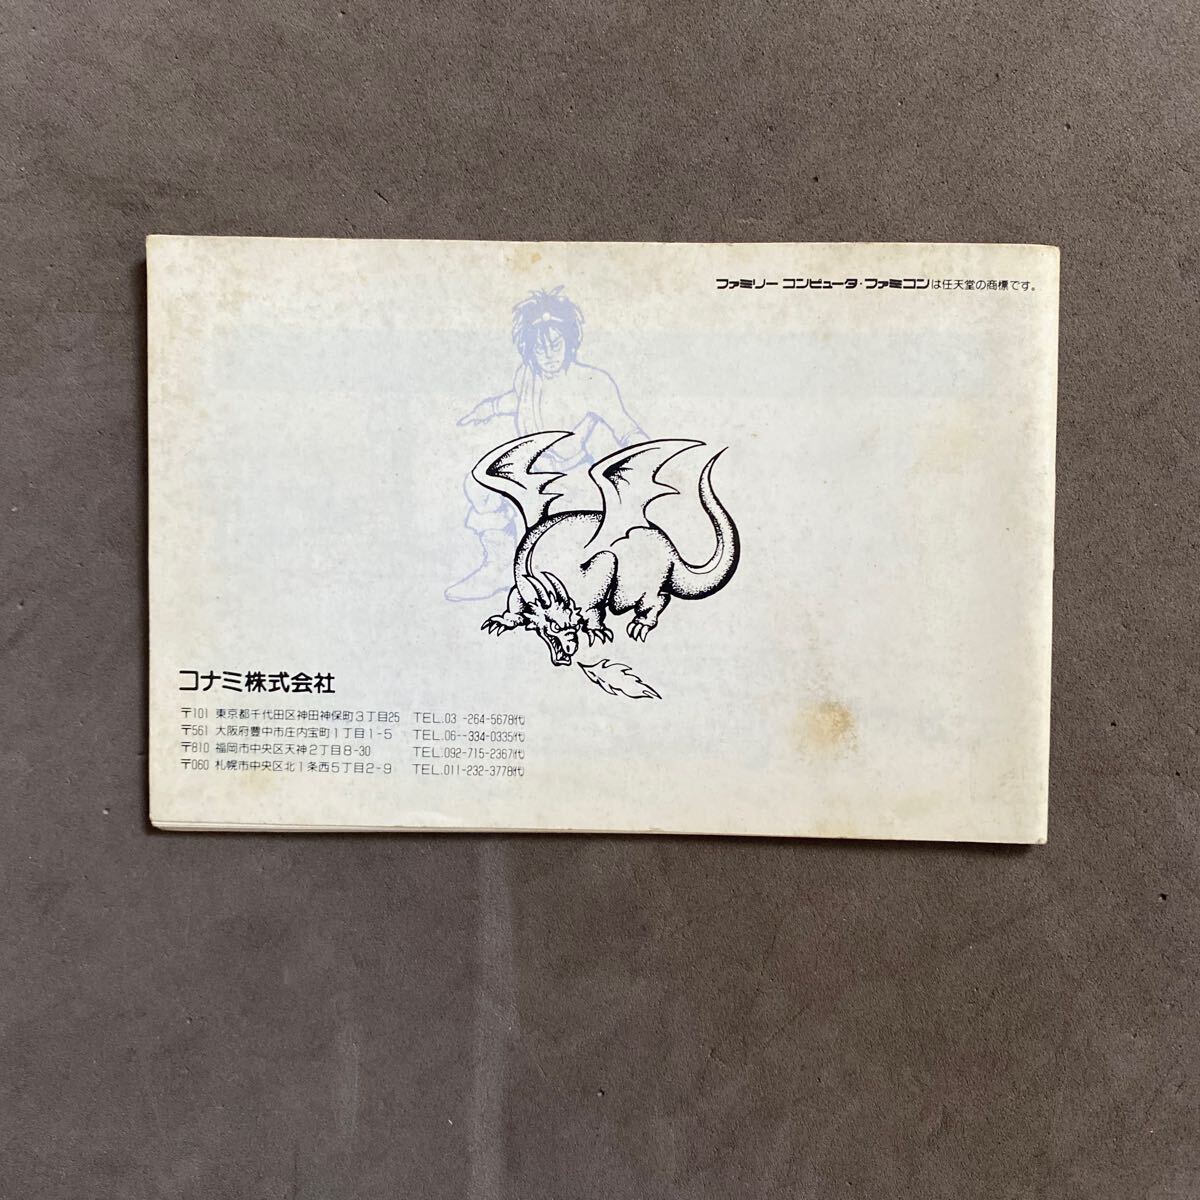 ファミリー コンピュータ・ファミコンは任天堂の商標です。
コナミ株式会社
〒101 東京都千代田区神田神保町3丁目25 TEL.03 -264-5678代
〒561 大阪府豊中市庄内宝町1丁目1-5 TEL.06--334-0335代
〒810 福岡市中央区天神2丁目8-30 TEL.092-715-2367代
〒060 札幌市中央区北1条西5丁目2-9 TEL.011-232-3778代